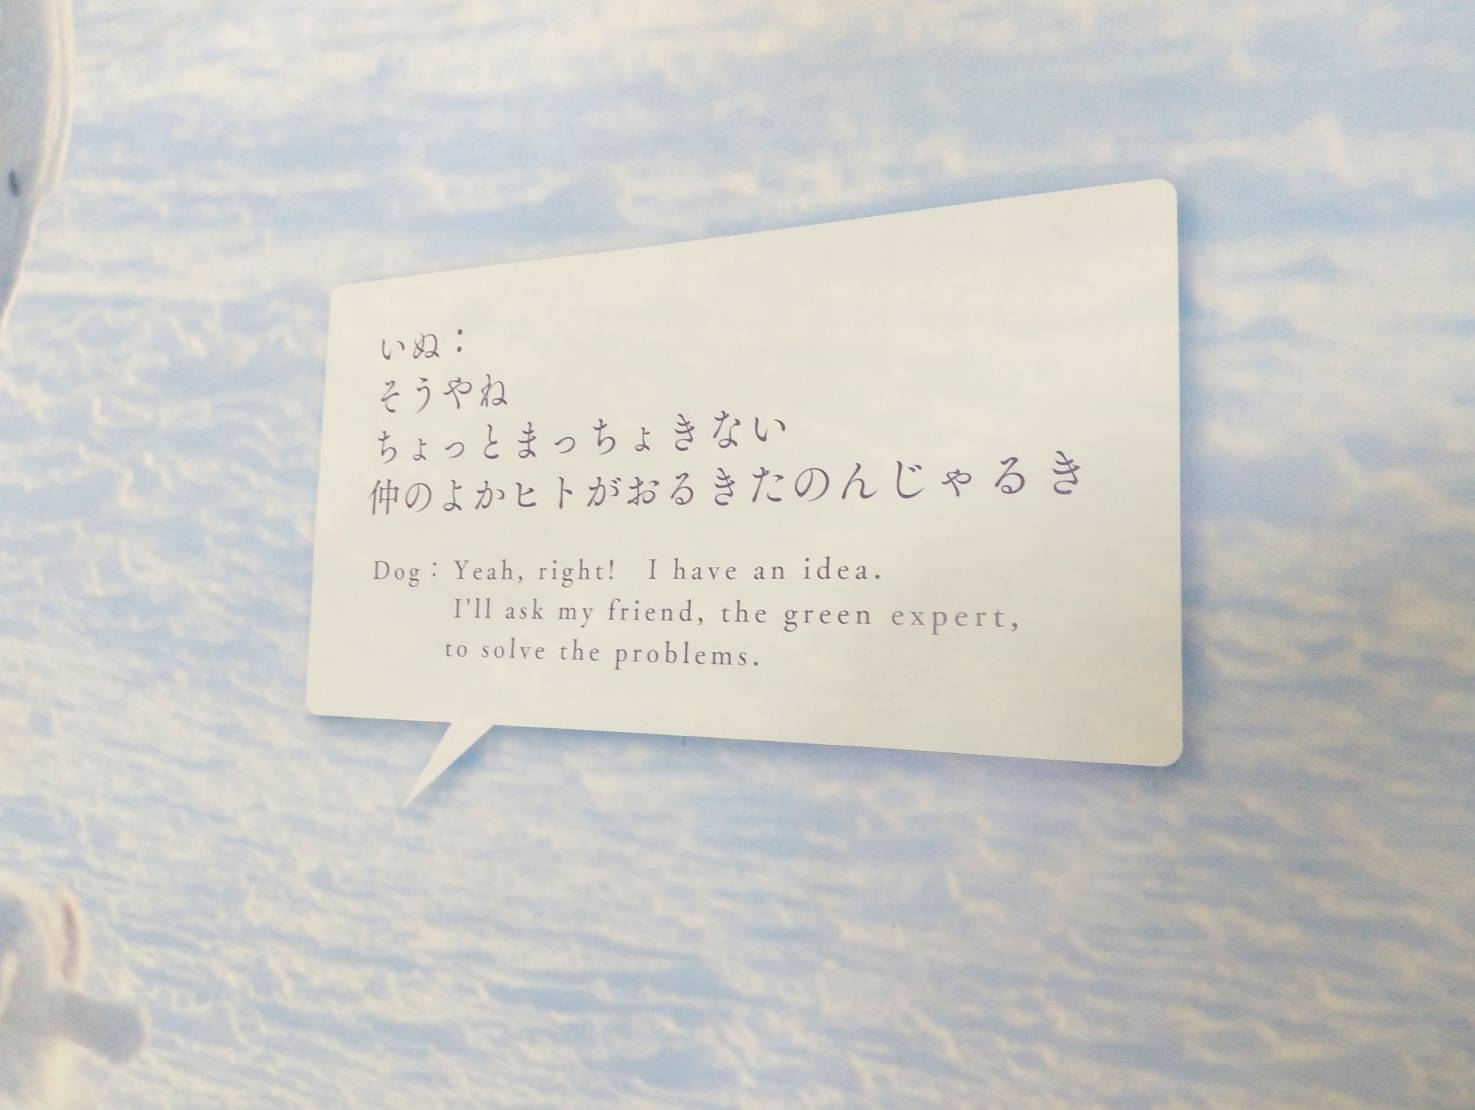 いぬ：
そうやね
ちょっとまっちょきない
仲のよかヒトがおるきたのんじゃるき
Dog： Yeah, right! I have an idea.
I'll ask my friend, the green expert,
to solve the problems.